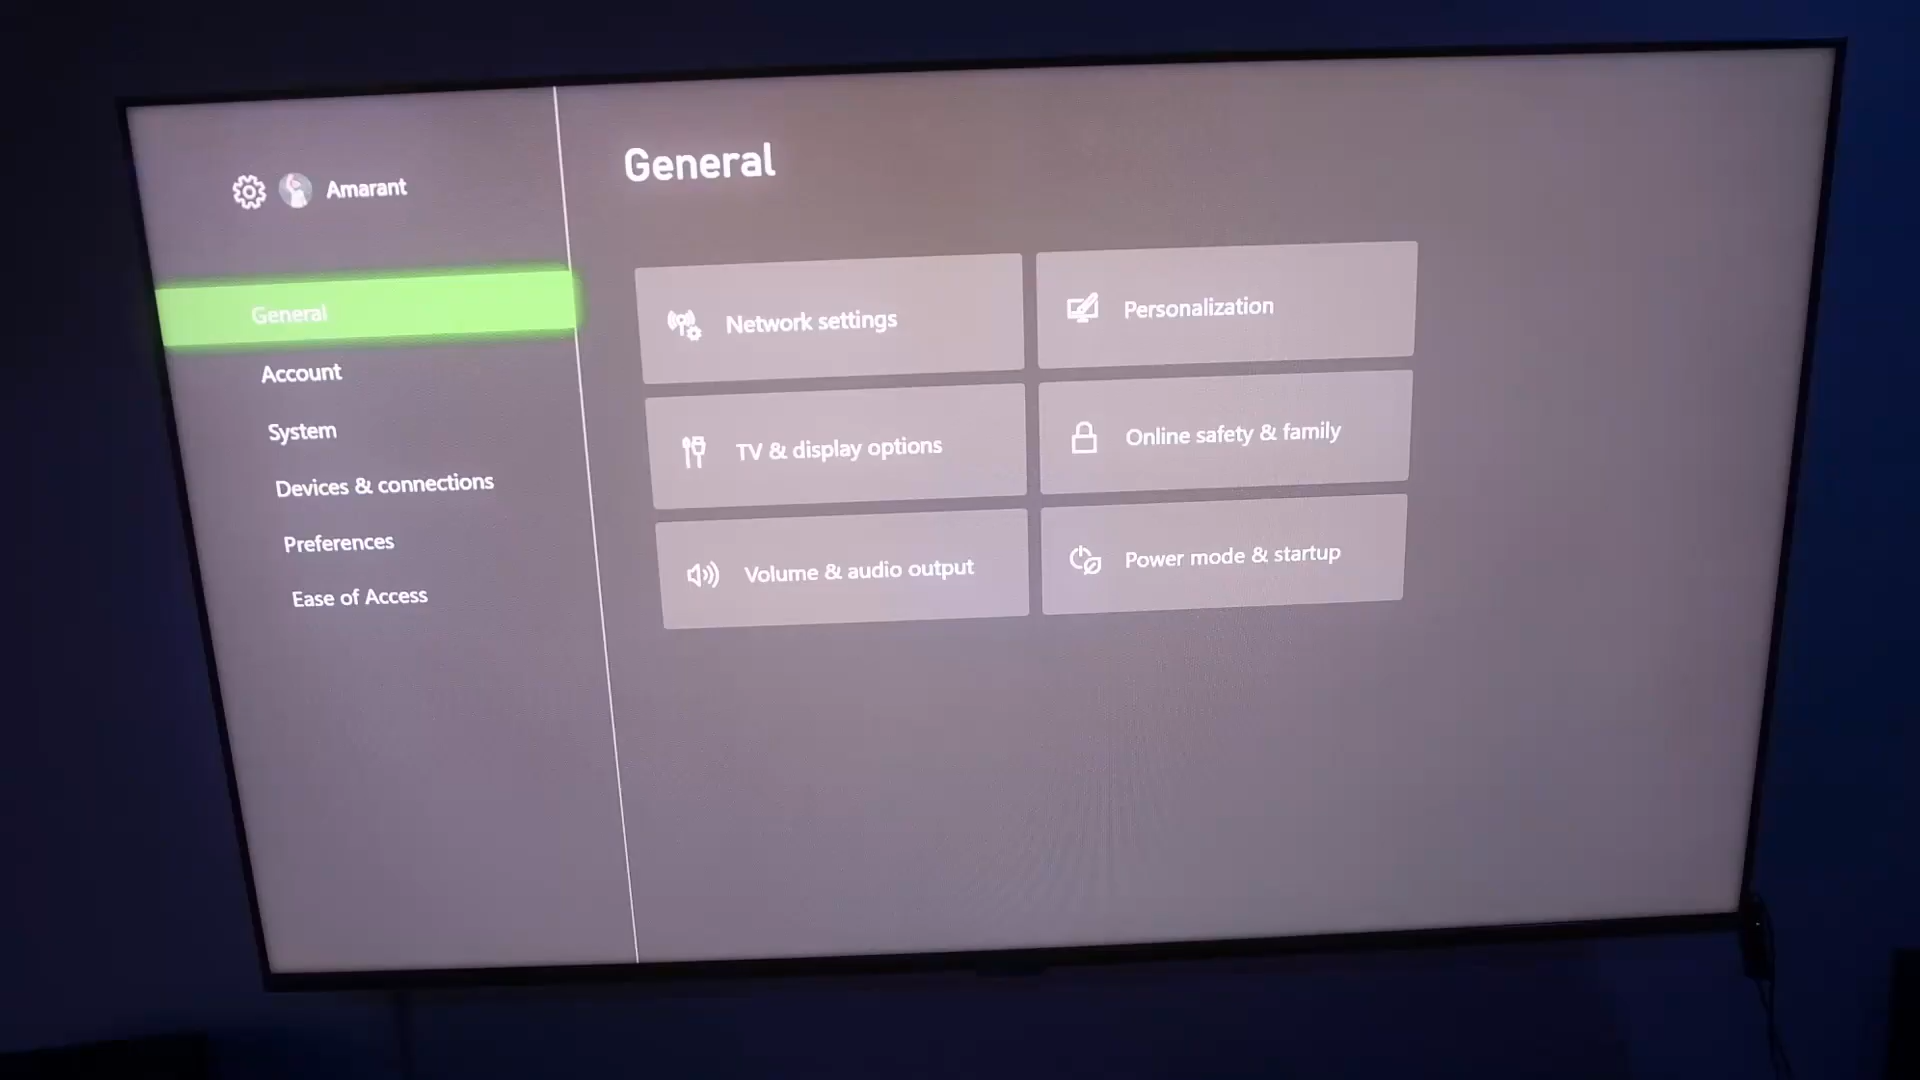 Amarant
General
Account
System
Devices & connections
Preferences
Ease of Access
General
Network settings
Personalization
TV & display options
Online safety & family
Volume & audio output
Power mode & startup